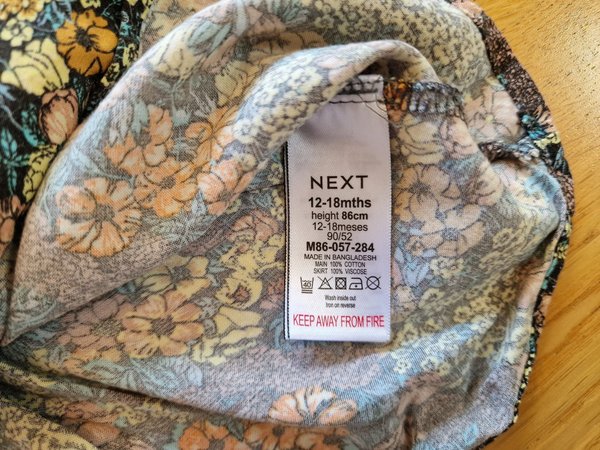 NEXT
12-18mths
height 86cm
12-18meses
90/52
M86-057-284
MADE IN BANGLADESH
MAIN 100% COTTON
SKIRT 100% VISCOSE
40
Wash inside out
Iron on reverse
KEEP AWAY FROM FIRE